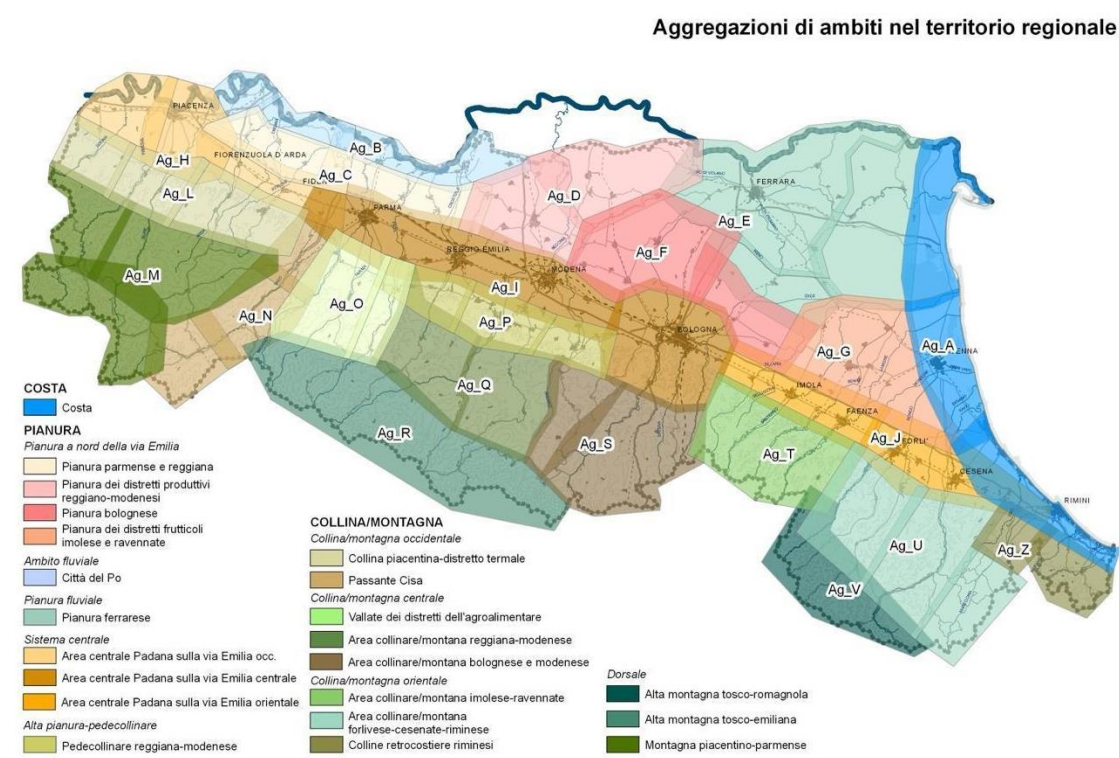 Aggregazioni di ambiti nel territorio regionale
PIACENZA
Ag_H
FIORENZUOLA D'ARDA
Ag_B
Ag_C
Ag_L
PARMA
Ag_D
FERRARA
Ag_E
Ag_M
REGGIO EMILIA
MODENA
Ag_F
Ag_I
Ag_O
Ag_N
Ag_P
BOLOGNA
Ag_G
Ag_A
Ag_Q
IMOLA
FAENZA
Ag_R
Ag_S
Ag_T
Ag_J
CESENA
RIMINI
Ag_U
Ag_Z
Ag_V
COSTA
Costa
PIANURA
Pianura a nord della via Emilia
Pianura parmense e reggiana
Pianura dei distretti produttivi
reggiano-modenesi
Pianura bolognese
Pianura dei distretti frutticoli
imolese e ravennate
Ambito fluviale
Città del Po
Pianura fluviale
Pianura ferrarese
Sistema centrale
Area centrale Padana sulla via Emilia occ.
Area centrale Padana sulla via Emilia centrale
Area centrale Padana sulla via Emilia orientale
Alta pianura-pedecollinare
Pedecollinare reggiana-modenese
COLLINA/MONTAGNA
Collina/montagna occidentale
Collina piacentina-distretto termale
Passante Cisa
Collina/montagna centrale
Vallate dei distretti dell'agroalimentare
Area collinare/montana reggiana-modenese
Area collinare/montana bolognese e modenese
Collina/montagna orientale
Area collinare/montana imolese-ravennate
Area collinare/montana
forlivese-cesenate-riminese
Colline retrocostiere riminesi
Dorsale
Alta montagna tosco-romagnola
Alta montagna tosco-emiliana
Montagna piacentino-parmense